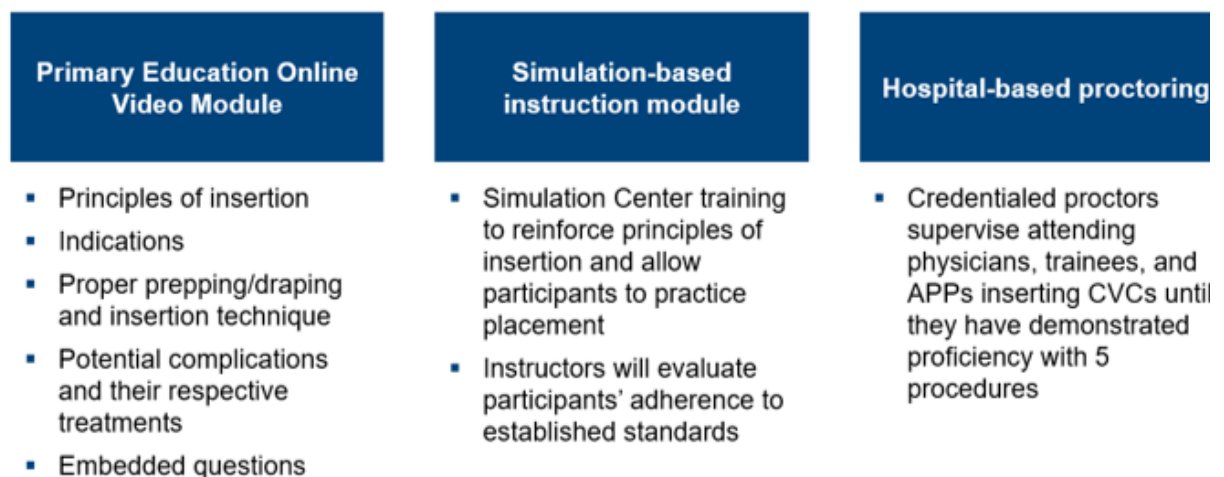 Primary Education Online
Video Module
▪ Principles of insertion
▪ Indications
▪ Proper prepping/draping
and insertion technique
▪ Potential complications
and their respective
treatments
▪ Embedded questions
Simulation-based
instruction module
▪ Simulation Center training
to reinforce principles of
insertion and allow
participants to practice
placement
▪ Instructors will evaluate
participants’ adherence to
established standards
Hospital-based proctoring
▪ Credentialed proctors
supervise attending
physicians, trainees, and
APPs inserting CVCs until
they have demonstrated
proficiency with 5
procedures